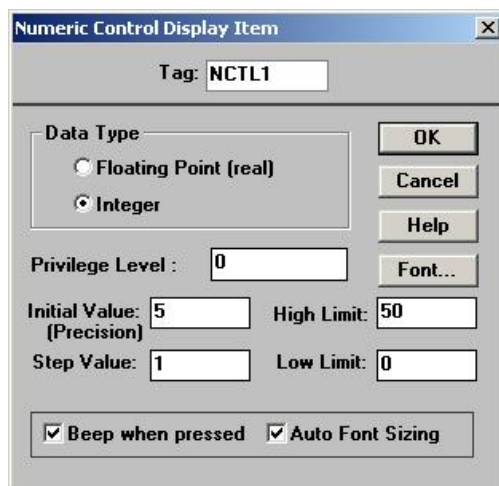 Numeric Control Display Item
Tag: NCTL1
Data Type
Floating Point (real)
Integer
OK
Cancel
Help
Font...
Privilege Level : 0
Initial Value: 5 High Limit: 50
(Precision)
Step Value: 1 Low Limit: 0
Beep when pressed Auto Font Sizing